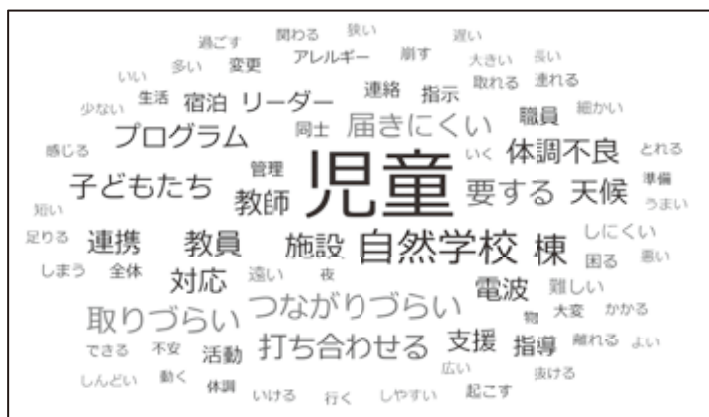 関わる 狭い 遅い
過ごす アレルギー 崩す 大きい 長い
いい 多い 変更 連絡 指示 取れる 連れる
少ない 生活 宿泊 リーダー 職員 細かい
感じる プログラム 同士 届きにくい いく 体調不良 とれる
子どもたち 管理 教師 児童 要する 天候 準備 うまい
短い
足りる 連携 教員 施設 自然学校 棟 しにくい
しまう 全体 対応 遠い 夜 困る 悪い
取りづらい つながりづらい 電波 難しい
物 大変 かかる
できる 不安 活動 打ち合わせる 支援 指導 離れる よい
しんどい 動く 体調 広い 抜ける
いける 行く しやすい 起こす